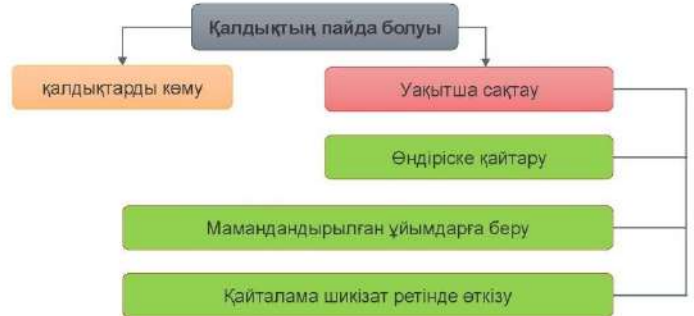 Қалдықтың пайда болуы
қалдықтарды көму
Уақытша сақтау
Өндіріске қайтару
Мамандандырылған ұйымдарға беру
Қайталама шикізат ретінде өткізу